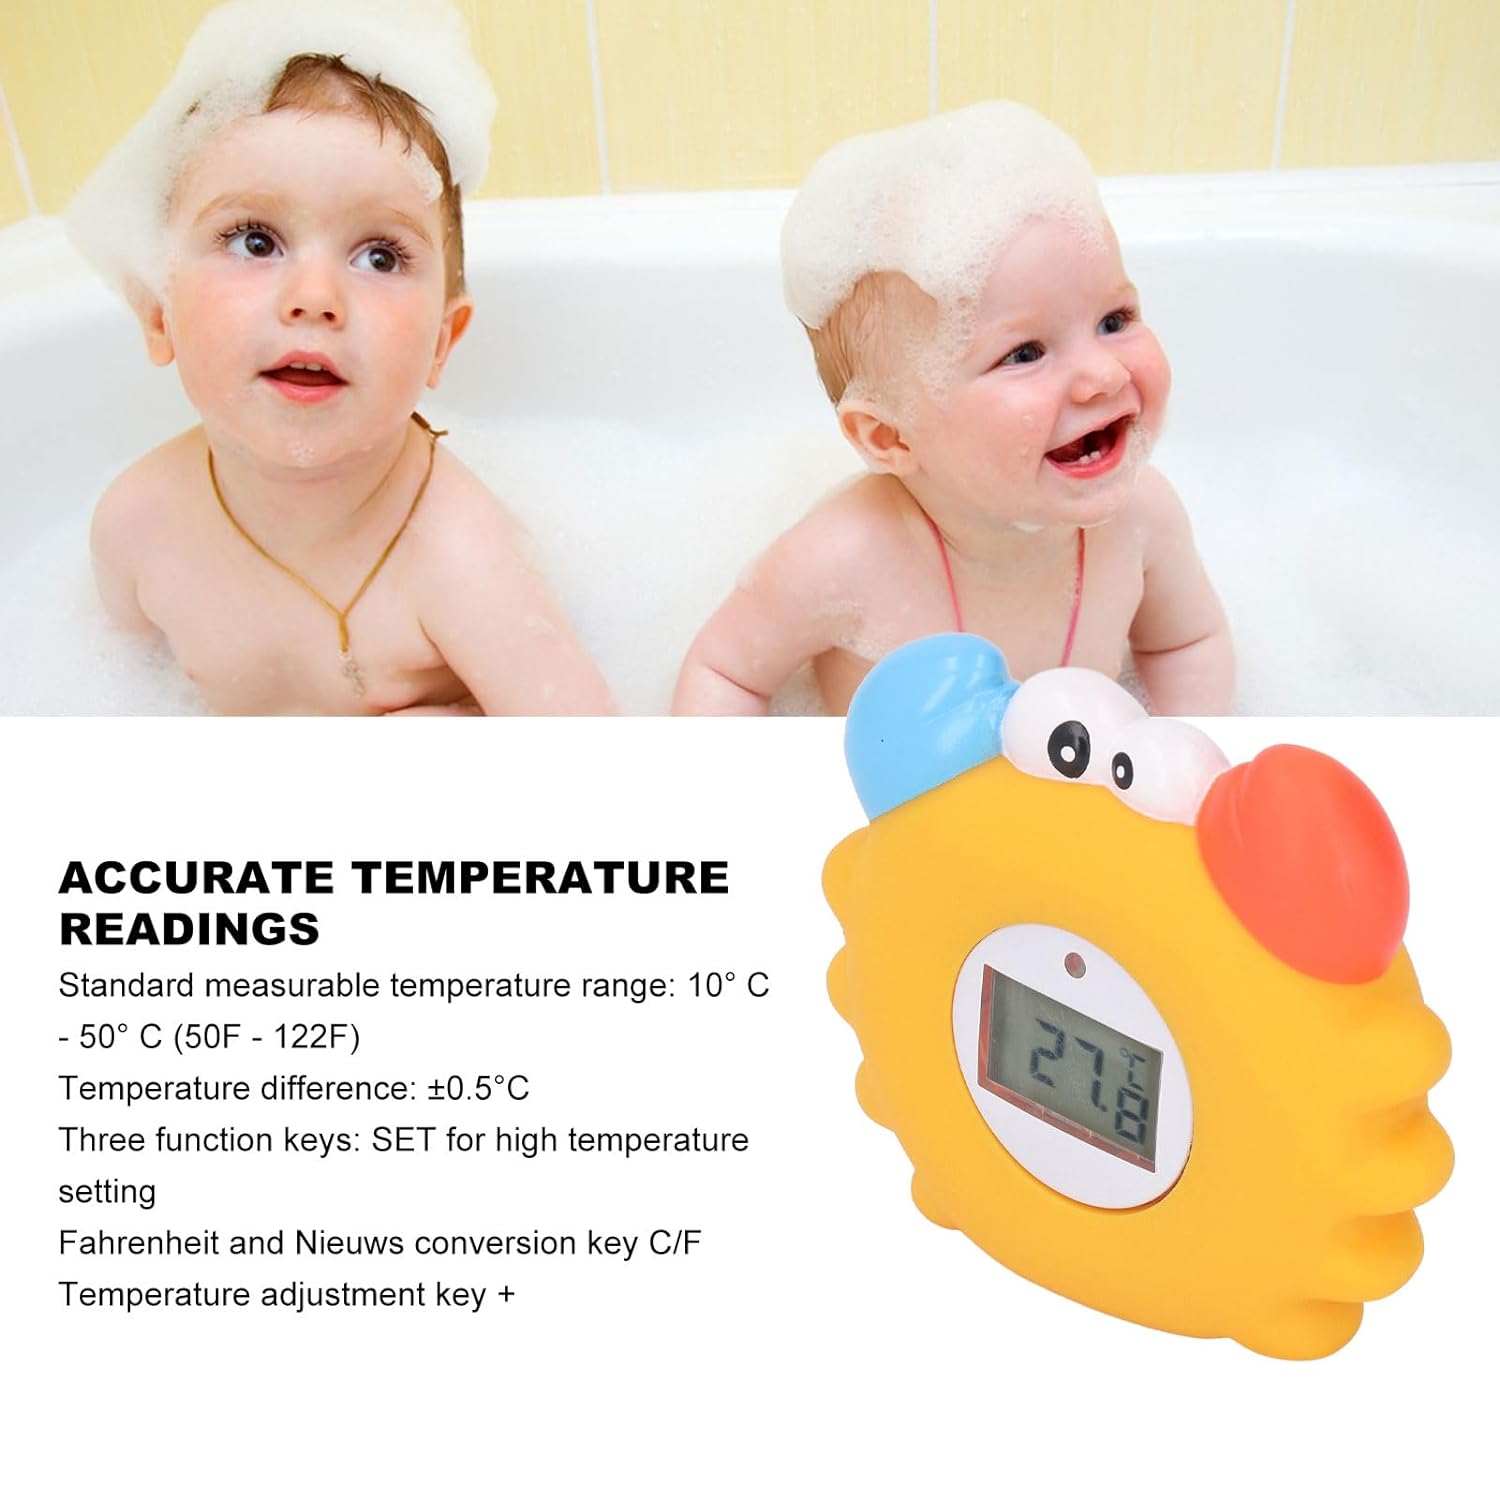 ACCURATE TEMPERATURE
READINGS
Standard measurable temperature range: 10° C
- 50° C (50F - 122F)
Temperature difference: ±0.5°C
Three function keys: SET for high temperature
setting
Fahrenheit and Nieuws conversion key C/F
Temperature adjustment key +
27.8 °C